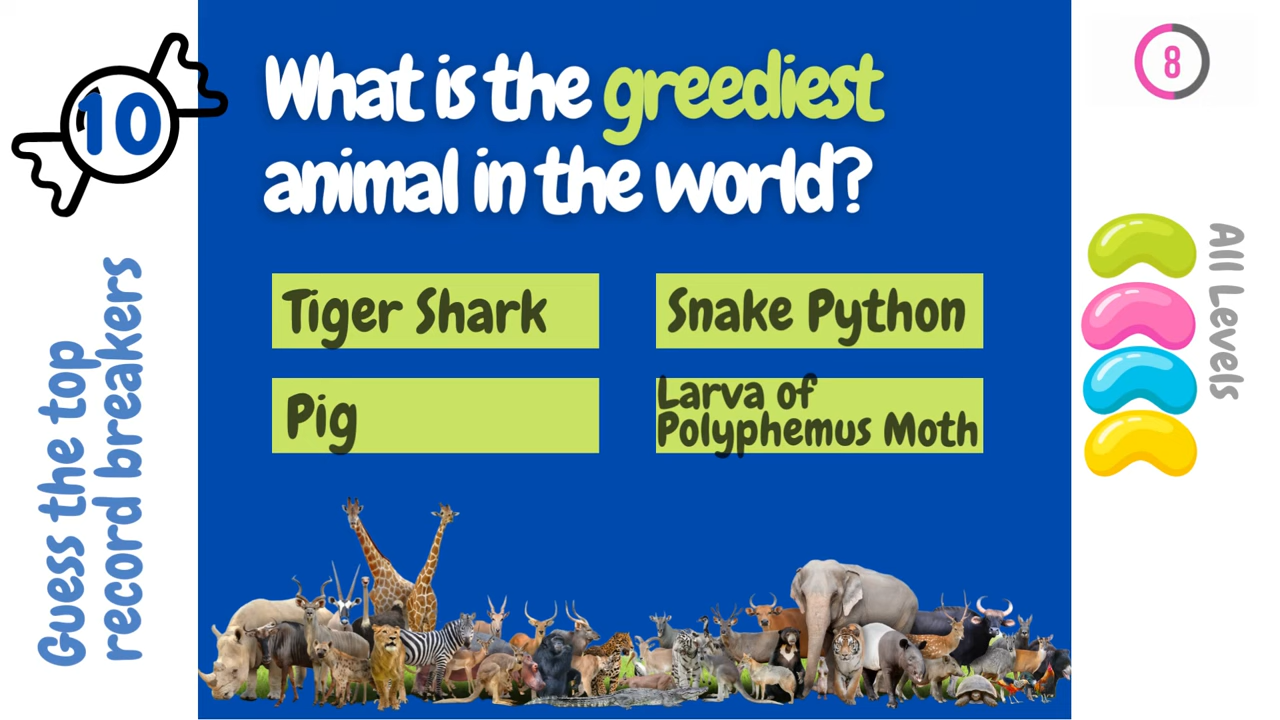 10
Guess the top
record breakers
What is the greediest
animal in the world?
Tiger Shark
Snake Python
Pig
Larva of
Polyphemus Moth
8
All Levels